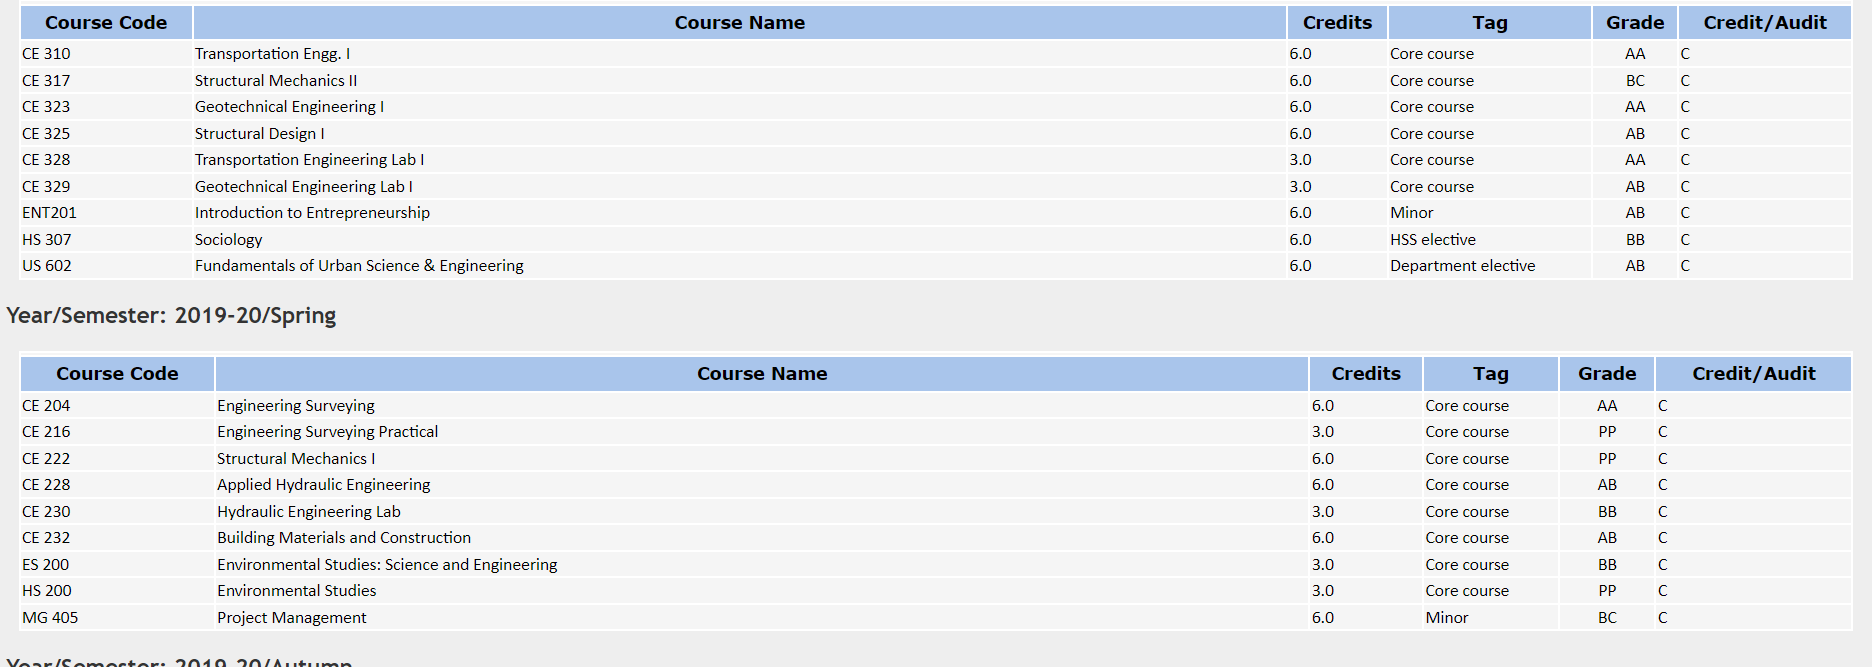 Course Code Course Name Credits Tag Grade Credit/Audit
CE 310 Transportation Engg. I 6.0 Core course AA C
CE 317 Structural Mechanics II 6.0 Core course BC C
CE 323 Geotechnical Engineering I 6.0 Core course AA C
CE 325 Structural Design I 6.0 Core course AB C
CE 328 Transportation Engineering Lab I 3.0 Core course AA C
CE 329 Geotechnical Engineering Lab I 3.0 Core course AB C
ENT201 Introduction to Entrepreneurship 6.0 Minor AB C
HS 307 Sociology 6.0 HSS elective BB C
US 602 Fundamentals of Urban Science & Engineering 6.0 Department elective AB C
Year/Semester: 2019-20/Spring
Course Code Course Name Credits Tag Grade Credit/Audit
CE 204 Engineering Surveying 6.0 Core course AA C
CE 216 Engineering Surveying Practical 3.0 Core course PP C
CE 222 Structural Mechanics I 6.0 Core course PP C
CE 228 Applied Hydraulic Engineering 6.0 Core course AB C
CE 230 Hydraulic Engineering Lab 3.0 Core course BB C
CE 232 Building Materials and Construction 6.0 Core course AB C
ES 200 Environmental Studies: Science and Engineering 3.0 Core course BB C
HS 200 Environmental Studies 3.0 Core course PP C
MG 405 Project Management 6.0 Minor BC C
Year/Semester: 2019-20/Autumn